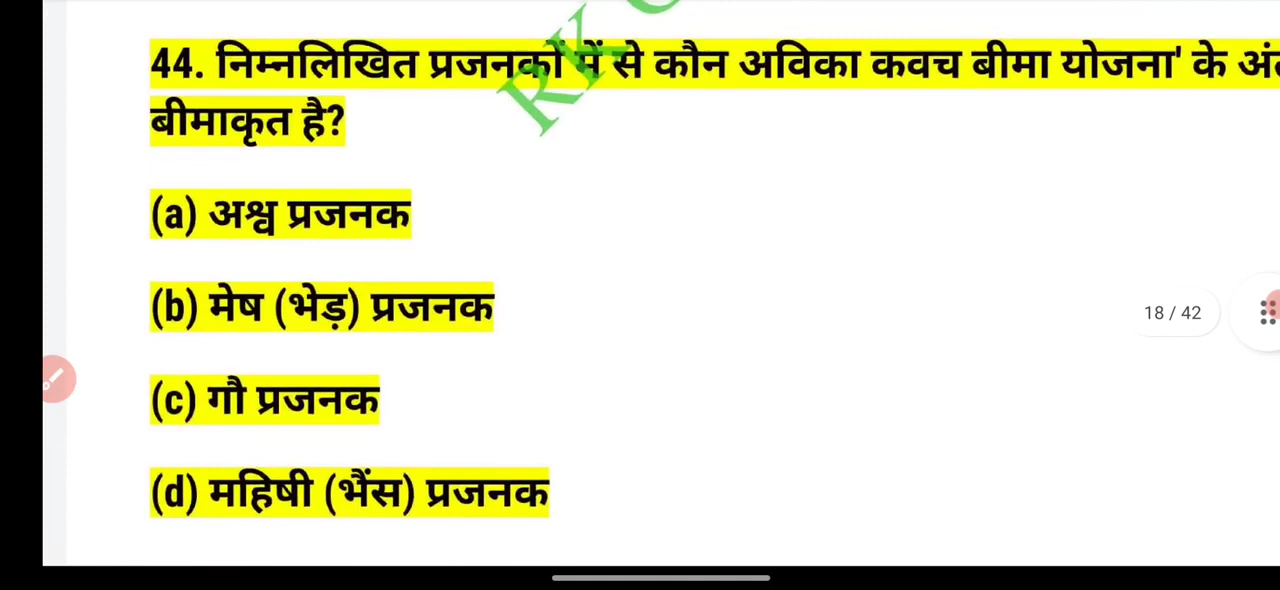 44. निम्नलिखित प्रजनकों में से कौन अविका कवच बीमा योजना' के
बीमाकृत है?
(a) अश्व प्रजनक
(b) मेष (भेड़) प्रजनक
18 / 42
(c) गौ प्रजनक
(d) महिषी (भैंस) प्रजनक